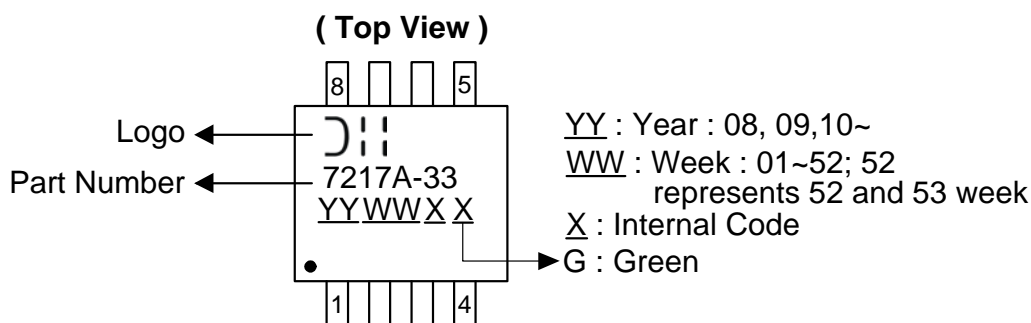 ( Top View )
8 5
Logo
Part Number
7217A-33
YYWWX X
1 4
YY : Year : 08, 09,10~
WW : Week : 01~52; 52
represents 52 and 53 week
X : Internal Code
G : Green